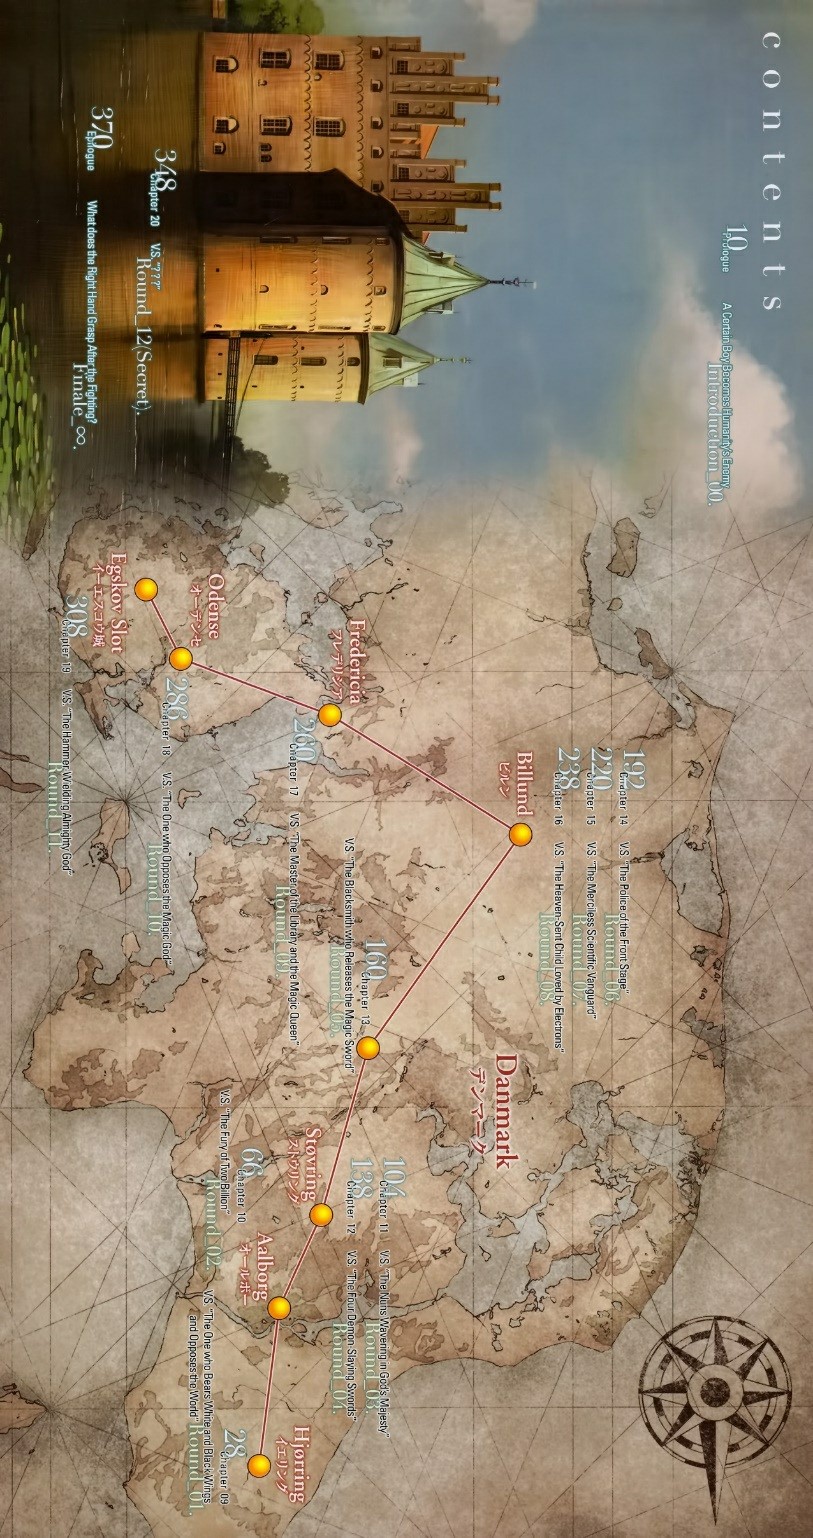 contents
10
Prologue
A Certain Boy Becomes Humanity's Enemy
Introduction_00.
28
Chapter 09
VS. "The One who Bears White and Black Wings
and Opposes the World"
Round_01.
Hjørring
イエリング
66
Chapter 10
VS. "The Fury of Two Billion"
Round_02.
Aalborg
オールボー
104
Chapter 11
VS. "The Nuns Wavering in God's Majesty"
Round_03.
138
Chapter 12
VS. "The Four Demon-Slaying Swords"
Round_04.
Støvring
ストウリング
Danmark
デンマーク
160
Chapter 13
VS. "The Blacksmith who Releases the Magic Sword"
Round_05.
192
Chapter 14
VS. "The Police of the Front Stage"
Round_06.
220
Chapter 15
VS. "The Merciless Scientific Vanguard"
Round_07.
238
Chapter 16
VS. "The Heaven-Sent Child Loved by Electrons"
Round_08.
Billund
ビルン
260
Chapter 17
VS. "The Master of the Library and the Magic Queen"
Round_09.
Fredericia
フレデリシア
286
Chapter 18
VS. "The One who Opposes the Magic God"
Round_10.
Odense
オーデンセ
308
Chapter 19
VS. "The Hammer Wielding Almighty God"
Round_11.
Egskov Slot
イーエスコウ城
348
Chapter 20
VS. "???"
Round_12(Secret).
370
Epilogue
What does the Right Hand Grasp After the Fighting?
Finale_∞.